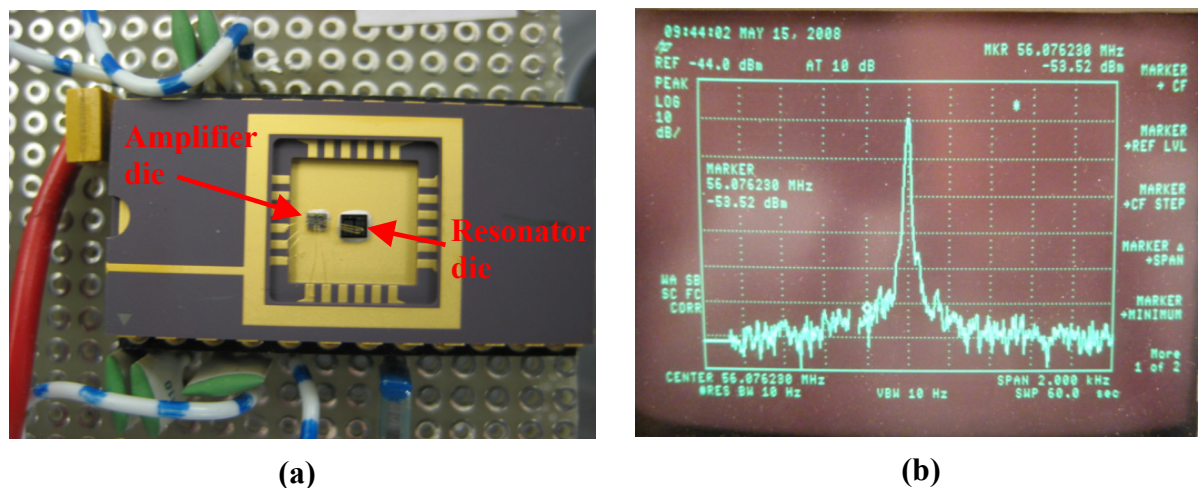 Amplifier
die
Resonator
die
09:44:02 MAY 15, 2008
MKR 56.076230 MHz
REF -44.0 dBm AT 10 dB -53.52 dBm
PEAK
LOG
10
dB/
MARKER
56.076230 MHz
-53.52 dBm
WA SB
SC FC
CORR
CENTER 56.076230 MHz SPAN 2.000 kHz
#RES BW 10 Hz VBW 10 Hz SWP 60.0 sec
MARKER
→ CF
MARKER
→REF LVL
MARKER
→CF STEP
MARKER Δ
→SPAN
MARKER
→MINIMUM
More
1 of 2
(a)
(b)